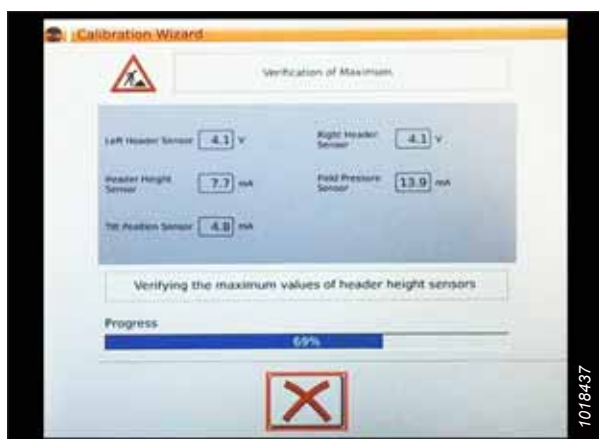 Calibration Wizard
Verification of Maximum
Left Header Sensor 4.1 V
Right Header Sensor 4.1 V
Header Height Sensor 7.7 mA
Field Pressure Sensor 13.9 mA
Tilt Position Sensor 4.8 mA
Verifying the maximum values of header height sensors
Progress
69%
1018437